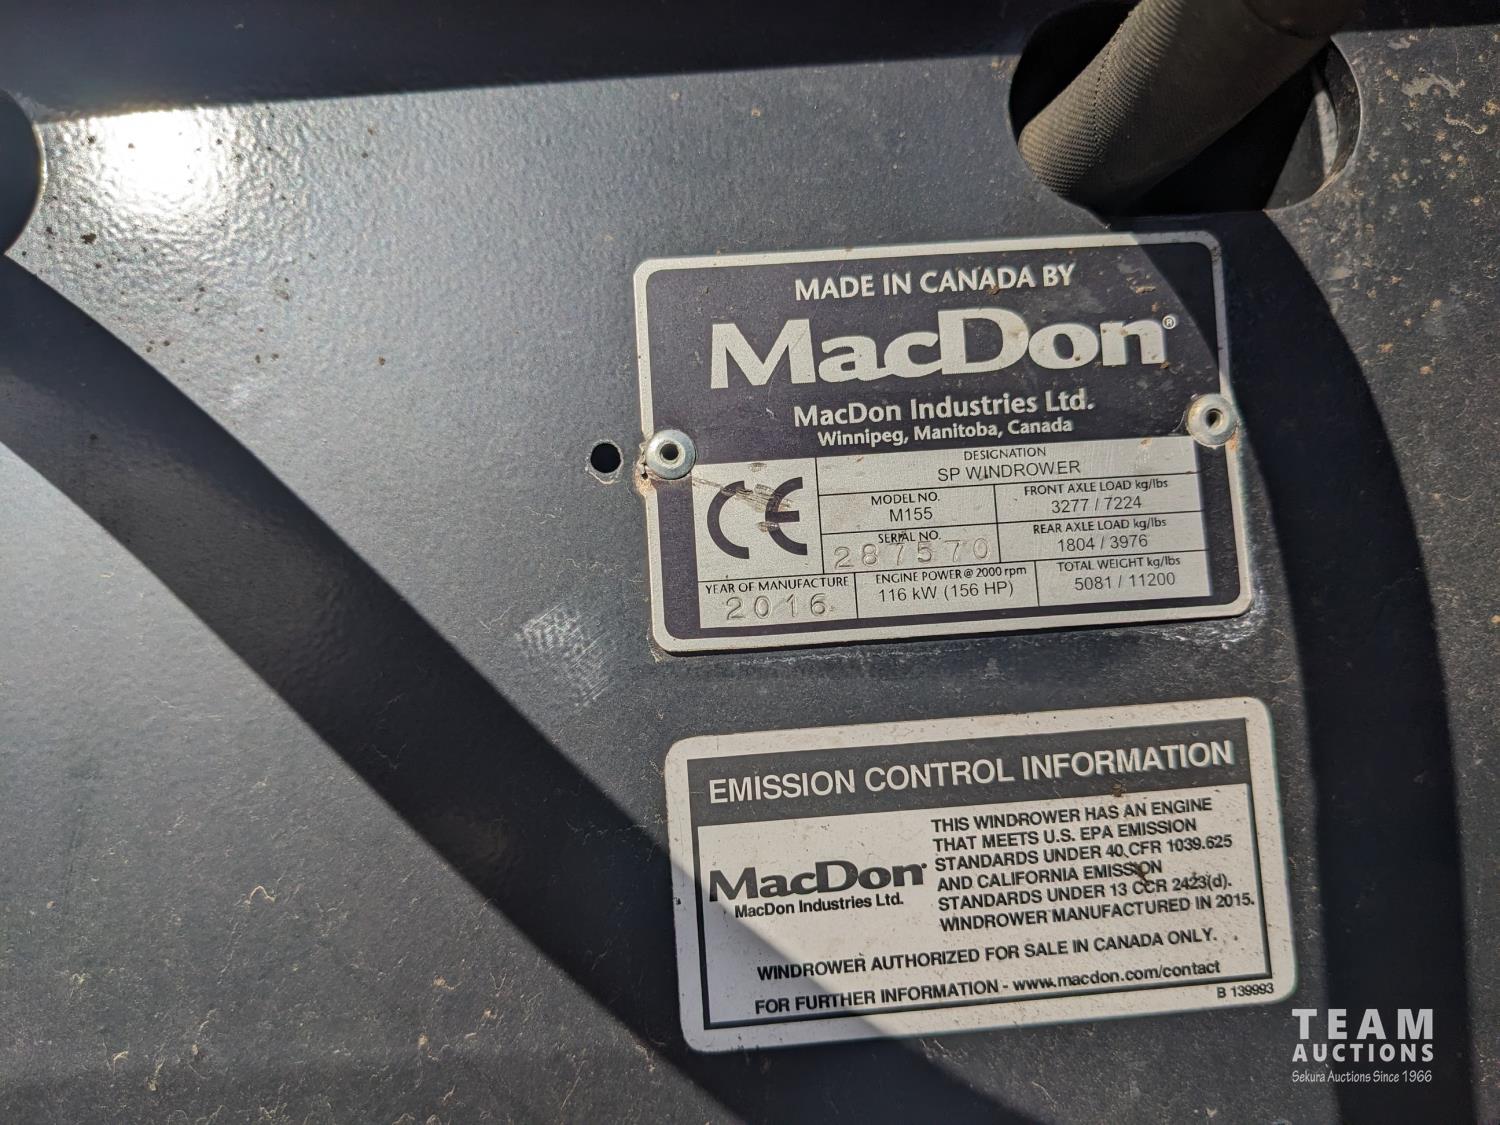 MADE IN CANADA BY
MacDon®
MacDon Industries Ltd.
Winnipeg, Manitoba, Canada
CE
DESIGNATION
SP WINDROWER
MODEL NO.
M155
FRONT AXLE LOAD kg/lbs
3277 / 7224
SERIAL NO.
287570
REAR AXLE LOAD kg/lbs
1804 / 3976
YEAR OF MANUFACTURE
2016
ENGINE POWER @ 2000 rpm
116 kW (156 HP)
TOTAL WEIGHT kg/lbs
5081 / 11200
EMISSION CONTROL INFORMATION
MacDon®
MacDon Industries Ltd.
THIS WINDROWER HAS AN ENGINE
THAT MEETS U.S. EPA EMISSION
STANDARDS UNDER 40 CFR 1039.625
AND CALIFORNIA EMISSION
STANDARDS UNDER 13 CCR 2423(d).
WINDROWER MANUFACTURED IN 2015.
WINDROWER AUTHORIZED FOR SALE IN CANADA ONLY.
FOR FURTHER INFORMATION - www.macdon.com/contact
B 139993
TEAM
AUCTIONS
Sekura Auctions Since 1966